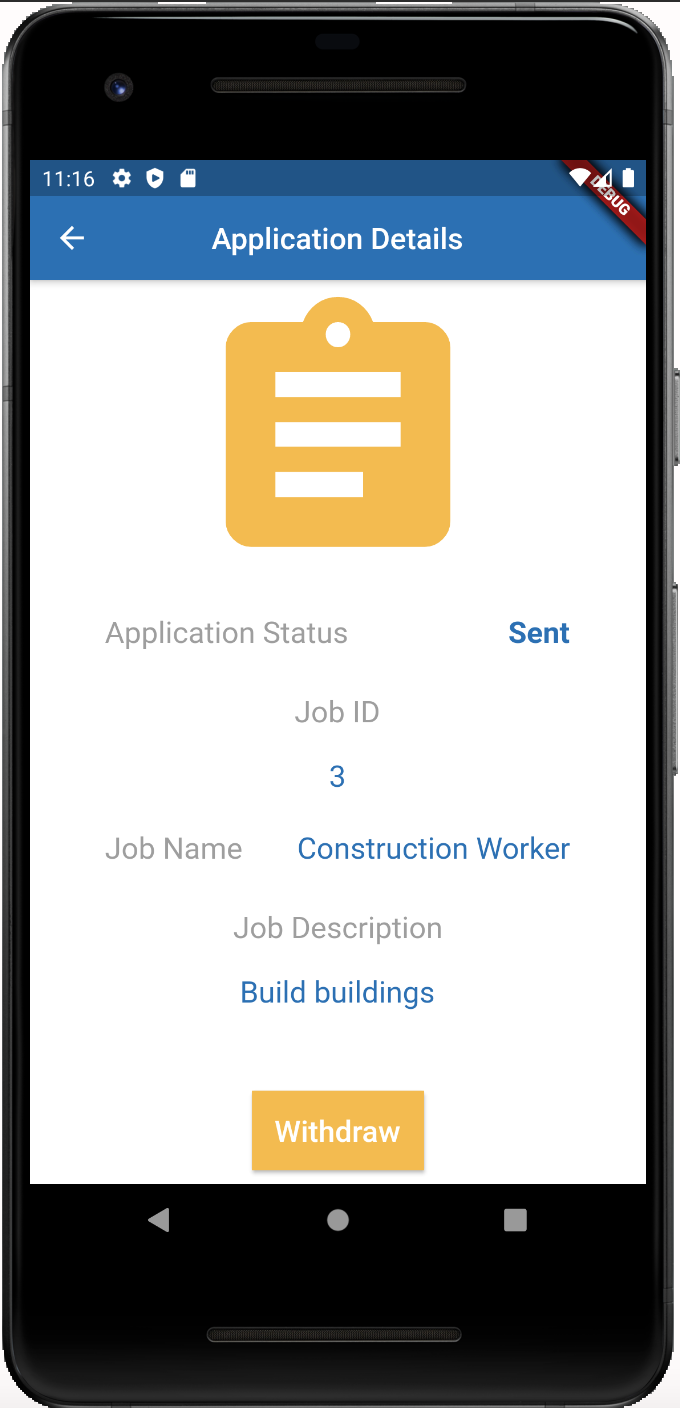 11:16
DEBUG
Application Details
Application Status Sent
Job ID
3
Job Name Construction Worker
Job Description
Build buildings
Withdraw